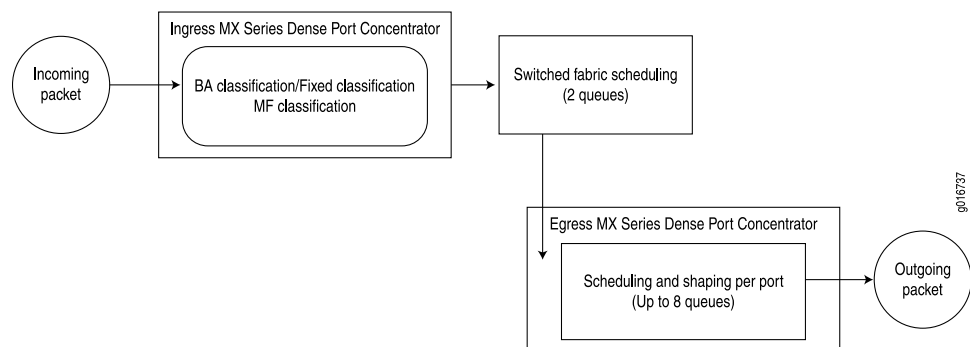 Ingress MX Series Dense Port Concentrator
Incoming
packet
BA classification/Fixed classification
MF classification
Switched fabric scheduling
(2 queues)
Egress MX Series Dense Port Concentrator
Scheduling and shaping per port
(Up to 8 queues)
Outgoing
packet
g016737